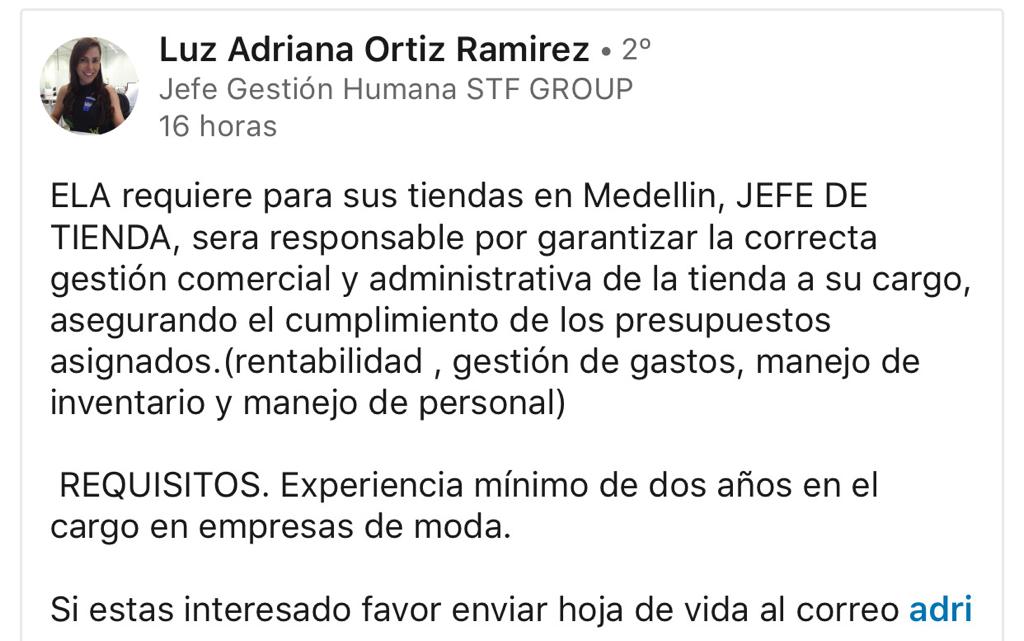 Luz Adriana Ortiz Ramirez • 2º
Jefe Gestión Humana STF GROUP
16 horas
ELA requiere para sus tiendas en Medellin, JEFE DE
TIENDA, sera responsable por garantizar la correcta
gestión comercial y administrativa de la tienda a su cargo,
asegurando el cumplimiento de los presupuestos
asignados.(rentabilidad , gestión de gastos, manejo de
inventario y manejo de personal)
REQUISITOS. Experiencia mínimo de dos años en el
cargo en empresas de moda.
Si estas interesado favor enviar hoja de vida al correo adri